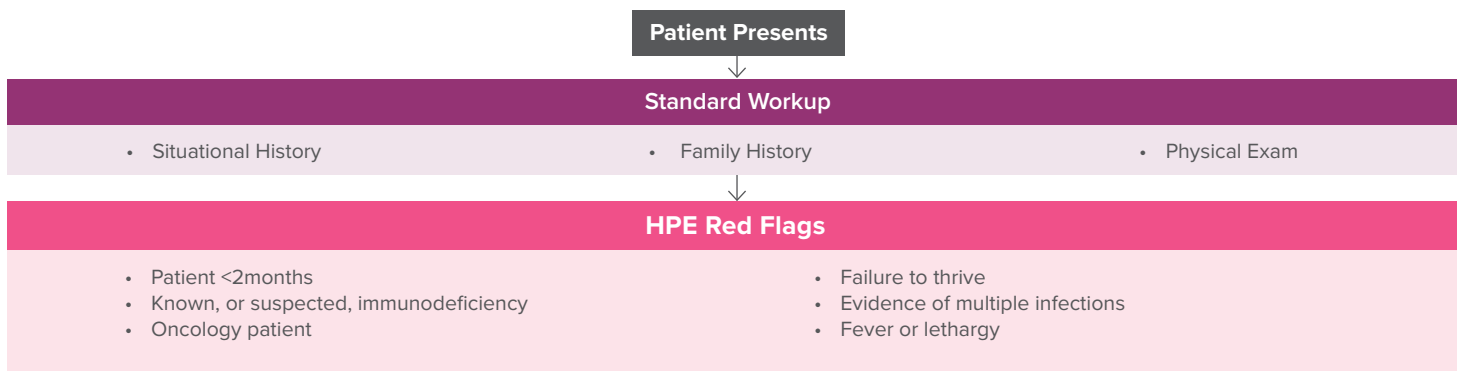 Patient Presents
Standard Workup
• Situational History
• Family History
• Physical Exam
HPE Red Flags
• Patient <2months
• Known, or suspected, immunodeficiency
• Oncology patient
• Failure to thrive
• Evidence of multiple infections
• Fever or lethargy